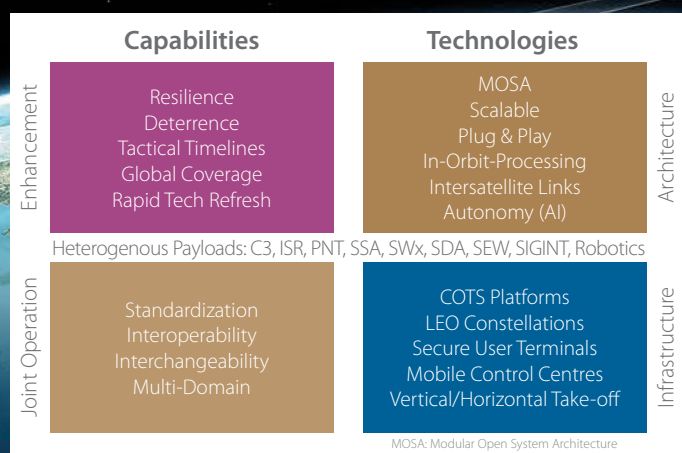 Capabilities
Technologies
Enhancement
Resilience
Deterrence
Tactical Timelines
Global Coverage
Rapid Tech Refresh
MOSA
Scalable
Plug & Play
In-Orbit-Processing
Intersatellite Links
Autonomy (AI)
Architecture
Heterogenous Payloads: C3, ISR, PNT, SSA, SWx, SDA, SEW, SIGINT, Robotics
Joint Operation
Standardization
Interoperability
Interchangeability
Multi-Domain
COTS Platforms
LEO Constellations
Secure User Terminals
Mobile Control Centres
Vertical/Horizontal Take-off
Infrastructure
MOSA: Modular Open System Architecture